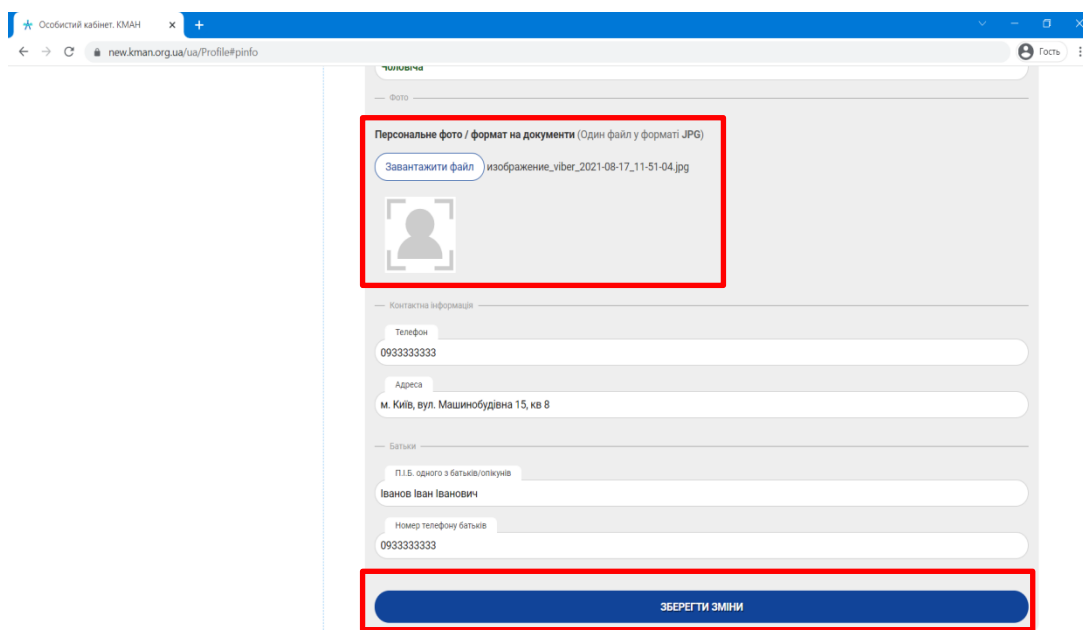 Особистий кабінет. КМАН
new.kman.org.ua/ua/Profile#pinfo
Гость
Чоловіча
Фото
Персональне фото / формат на документи (Один файл у форматі JPG)
Завантажити файл изображение_viber_2021-08-17_11-51-04.jpg
Контактна інформація
Телефон
0933333333
Адреса
м. Київ, вул. Машинобудівна 15, кв 8
Батьки
П.І.Б. одного з батьків/опікунів
Іванов Іван Іванович
Номер телефону батьків
0933333333
ЗБЕРЕГТИ ЗМІНИ